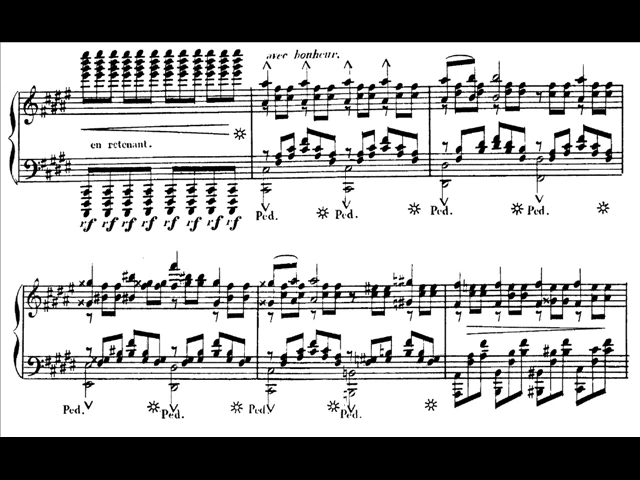 avec bonheur.
en retenant.
rf rf rf rf rf rf rf rf
Ped. Ped. Ped. Ped.
Ped. Ped. Ped. Ped.